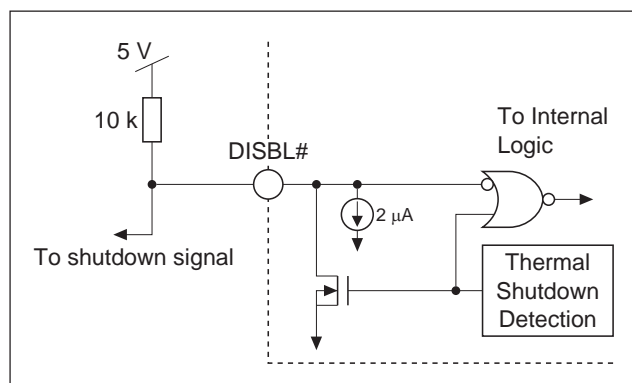 5 V
10 k
DISBL#
To Internal
Logic
2 μA
To shutdown signal
Thermal
Shutdown
Detection